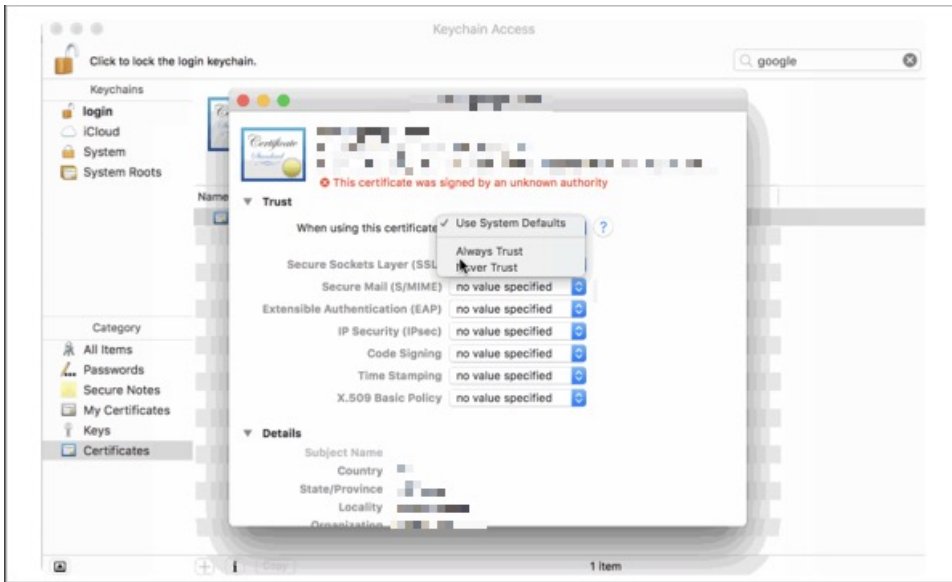 Keychain Access
Click to lock the login keychain.
google
Keychains
login
iCloud
System
System Roots
Certificate
Standard
This certificate was signed by an unknown authority
Name
Trust
When using this certificate
✓ Use System Defaults
?
Always Trust
Never Trust
Secure Sockets Layer (SSL
Secure Mail (S/MIME) no value specified
Extensible Authentication (EAP) no value specified
IP Security (IPsec) no value specified
Code Signing no value specified
Time Stamping no value specified
X.509 Basic Policy no value specified
Category
All Items
Passwords
Secure Notes
My Certificates
Keys
Certificates
Details
Subject Name
Country
State/Province
Locality
Organization
+ i Copy
1 item